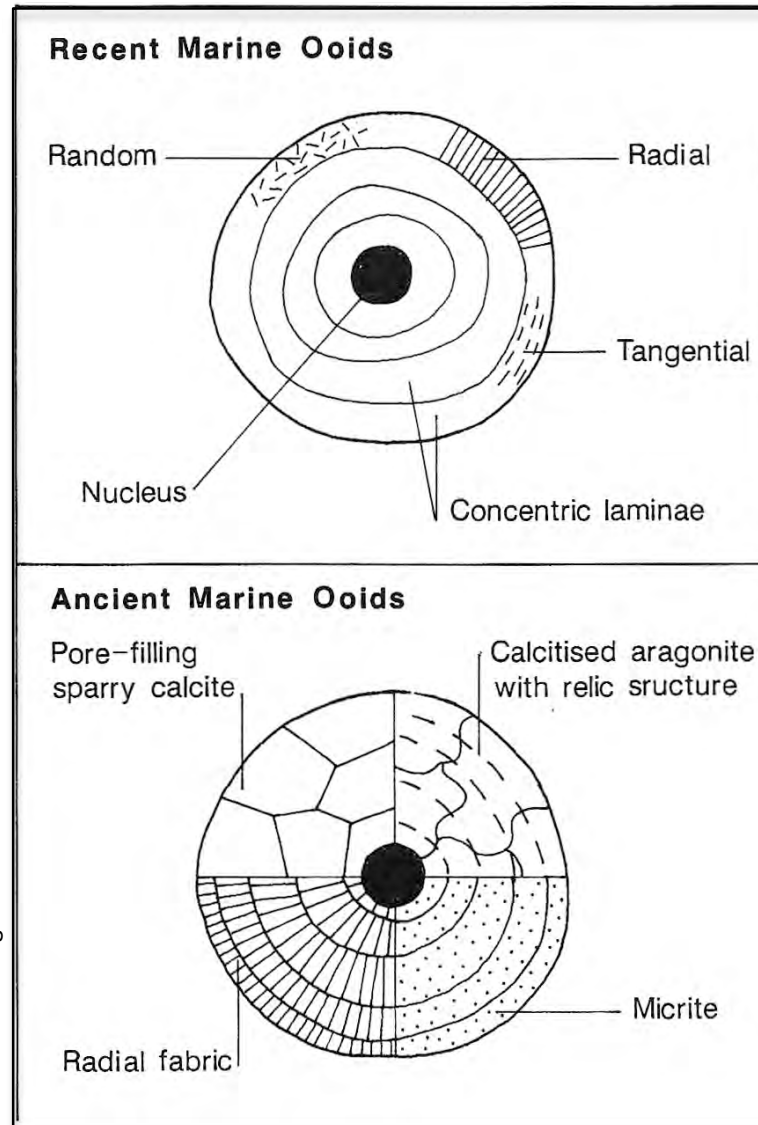 Recent Marine Ooids
Random
Radial
Tangential
Nucleus
Concentric laminae
Ancient Marine Ooids
Pore-filling
sparry calcite
Calcitised aragonite
with relic sructure
Micrite
Radial fabric